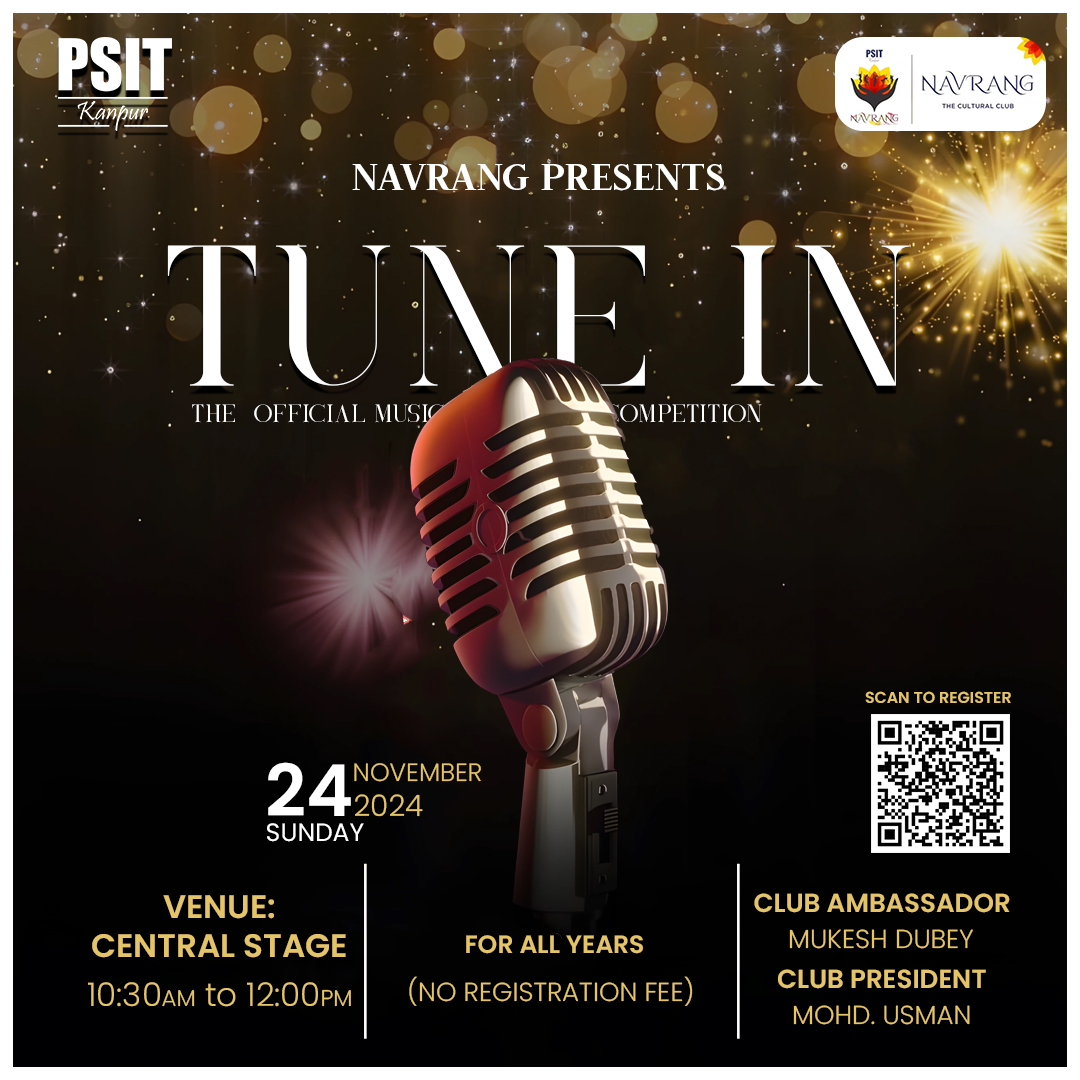 PSIT
Kanpur
PSIT
Kanpur
NAVRANG
NAVRANG
THE CULTURAL CLUB
NAVRANG PRESENTS
TUNE IN
THE OFFICIAL MUSIC COMPETITION
SCAN TO REGISTER
24 NOVEMBER
2024
SUNDAY
VENUE:
CENTRAL STAGE
10:30AM to 12:00PM
FOR ALL YEARS
(NO REGISTRATION FEE)
CLUB AMBASSADOR
MUKESH DUBEY
CLUB PRESIDENT
MOHD. USMAN